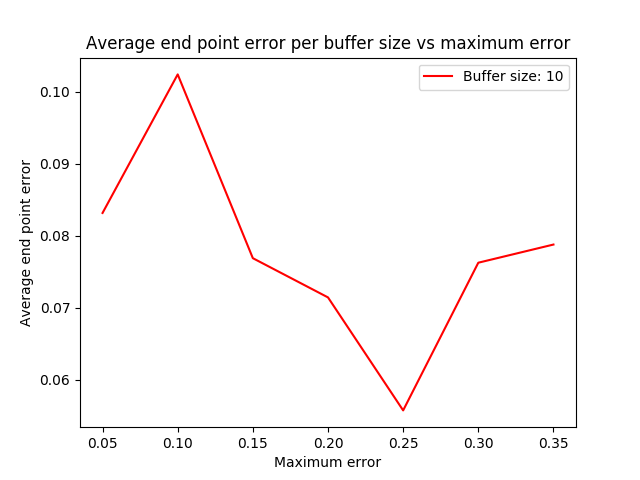 Average end point error per buffer size vs maximum error
Buffer size: 10
Average end point error
0.10
0.09
0.08
0.07
0.06
0.05 0.10 0.15 0.20 0.25 0.30 0.35
Maximum error